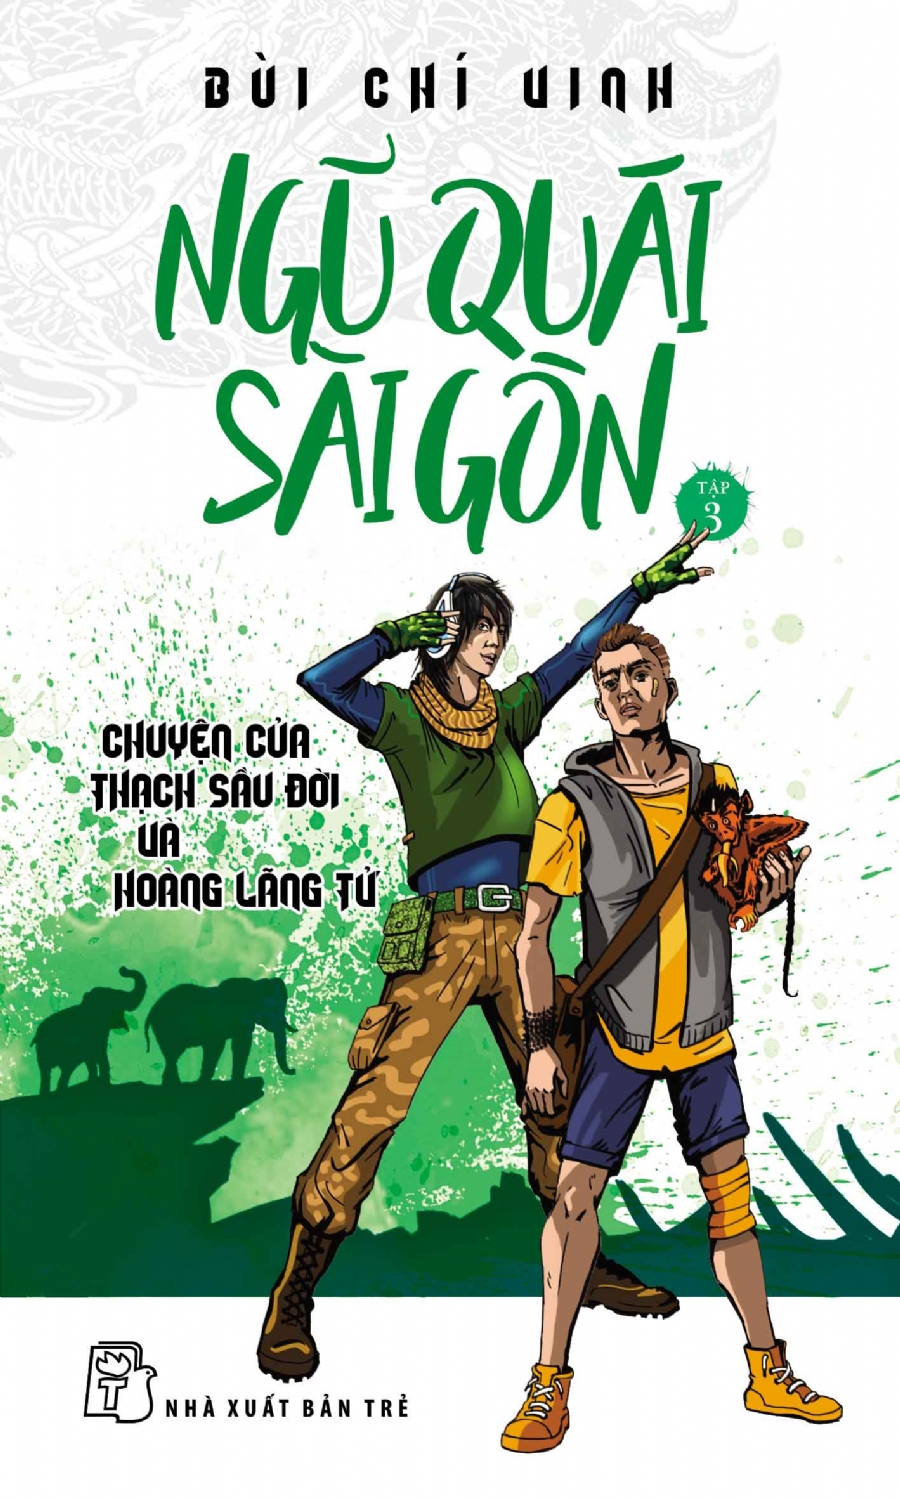 BÙI CHÍ VINH
NGŨ QUÁI
SÀI GÒN
TẬP
3
CHUYỆN CỦA
THẠCH SẦU ĐỜI
VÀ
HOÀNG LÃNG TỬ
T
NHÀ XUẤT BẢN TRẺ